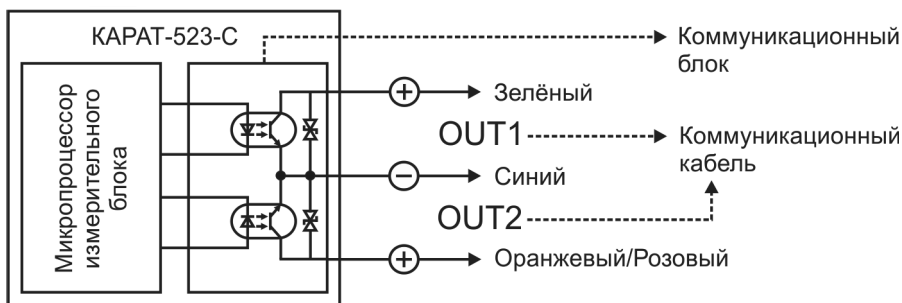 КАРАТ-523-С
Микропроцессор
измерительного
блока
Коммуникационный
блок
+ Зелёный
OUT1
Коммуникационный
кабель
− Синий
OUT2
+ Оранжевый/Розовый